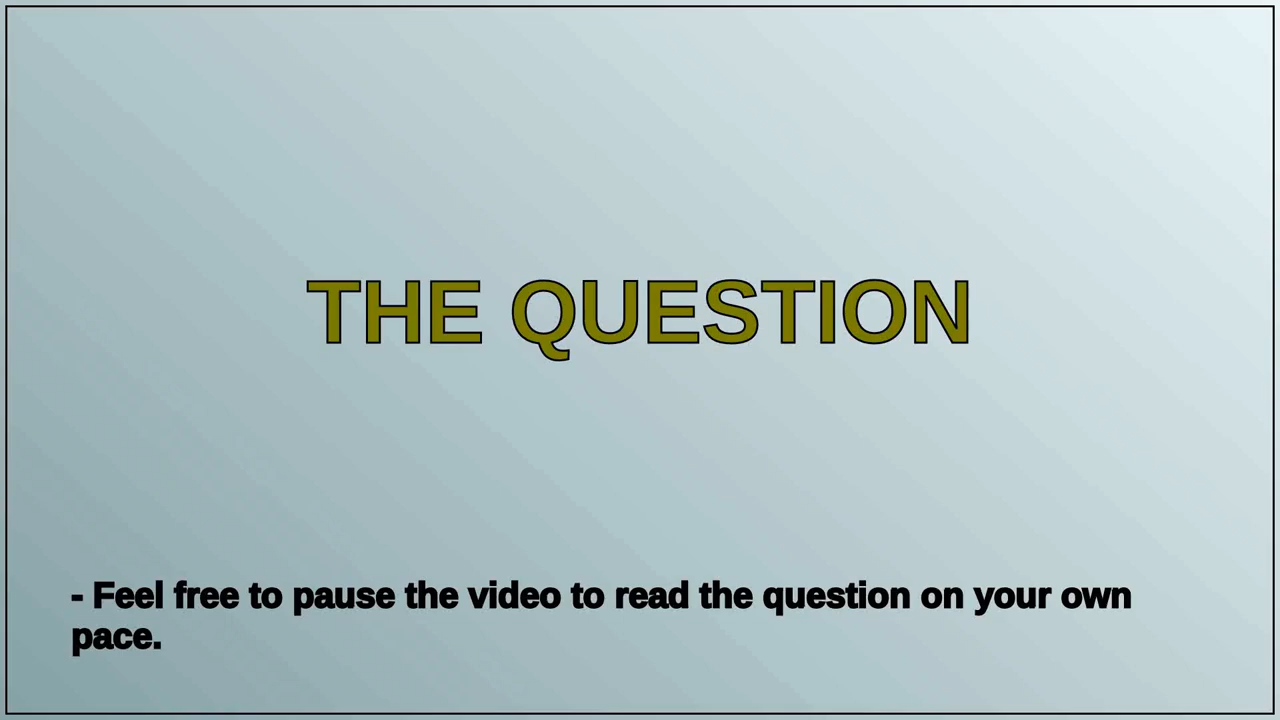 THE QUESTION
- Feel free to pause the video to read the question on your own
pace.